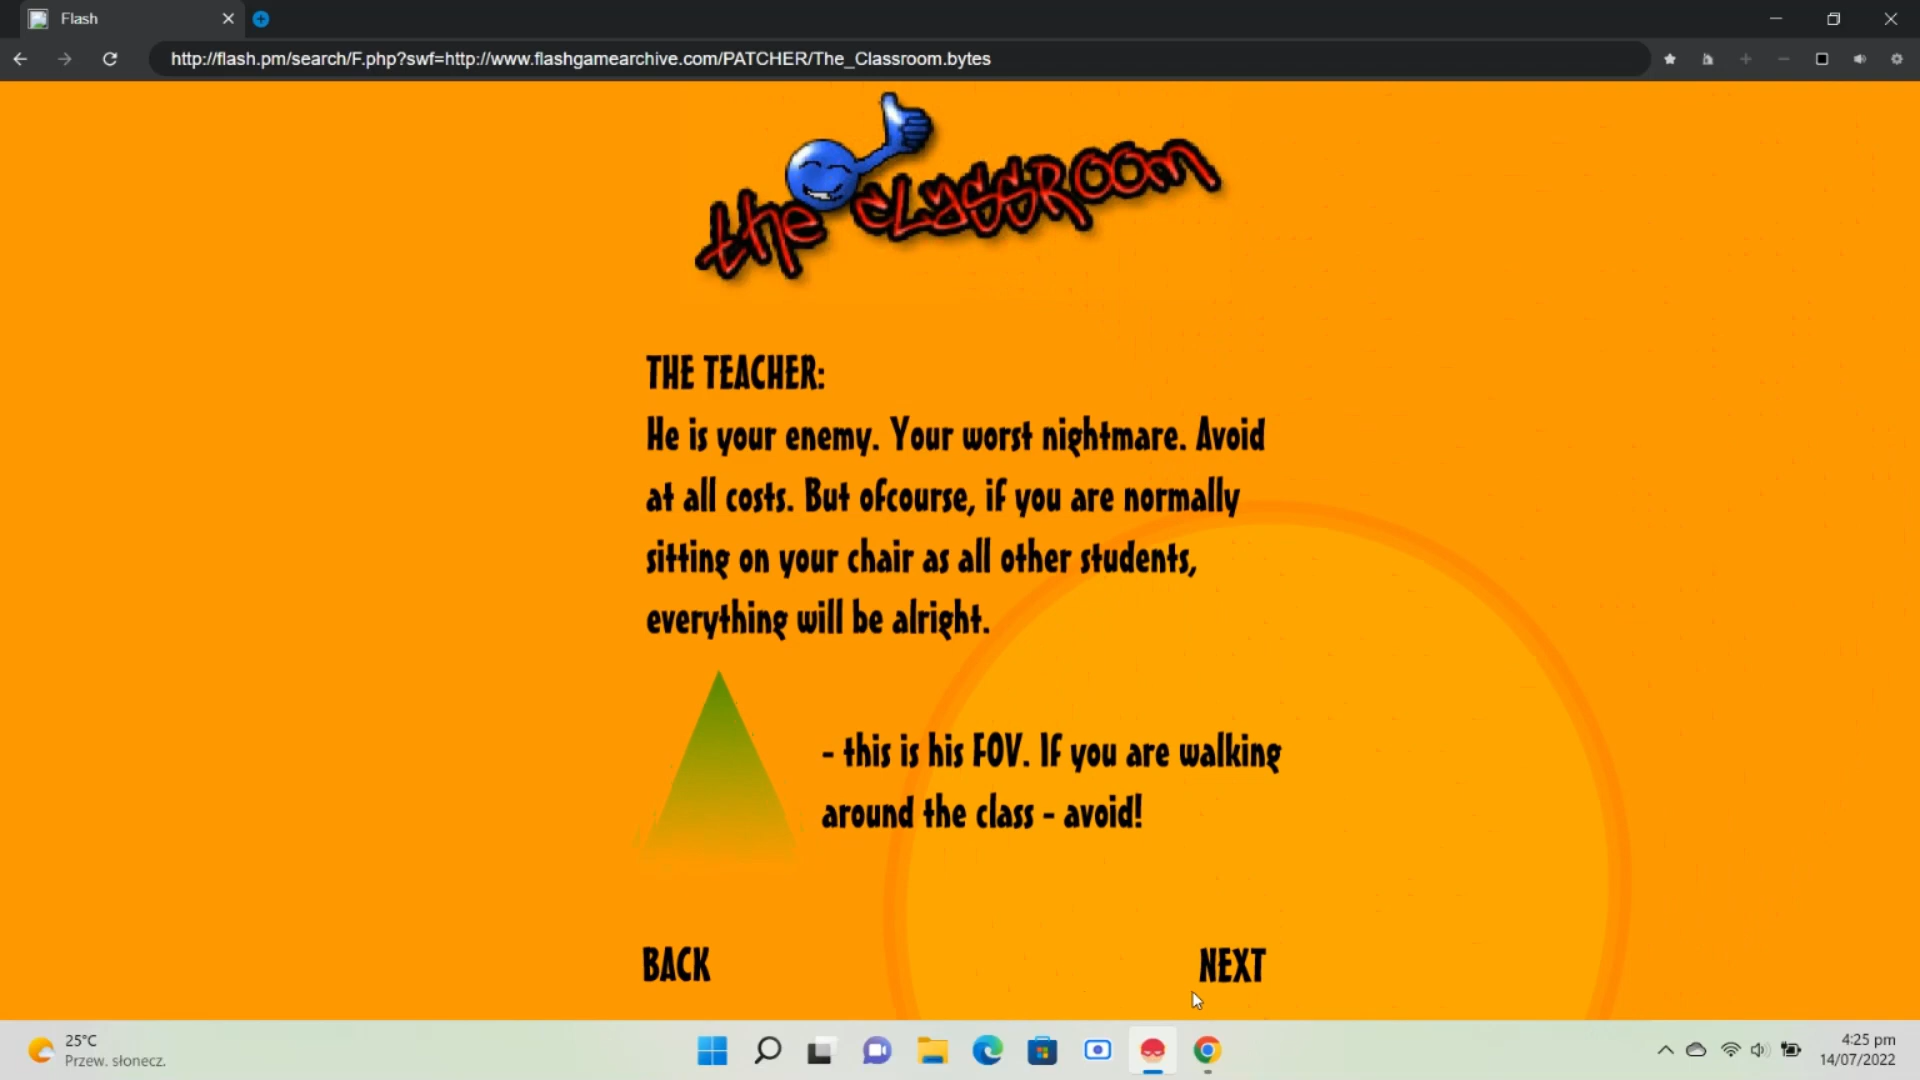 Flash
http://flash.pm/search/F.php?swf=http://www.flashgamearchive.com/PATCHER/The_Classroom.bytes
the classroom
THE TEACHER:
He is your enemy. Your worst nightmare. Avoid
at all costs. But ofcourse, if you are normally
sitting on your chair as all other students,
everything will be alright.
- this is his FOV. If you are walking
around the class - avoid!
BACK
NEXT
25°C
Przew. słonecz.
4:25 pm
14/07/2022